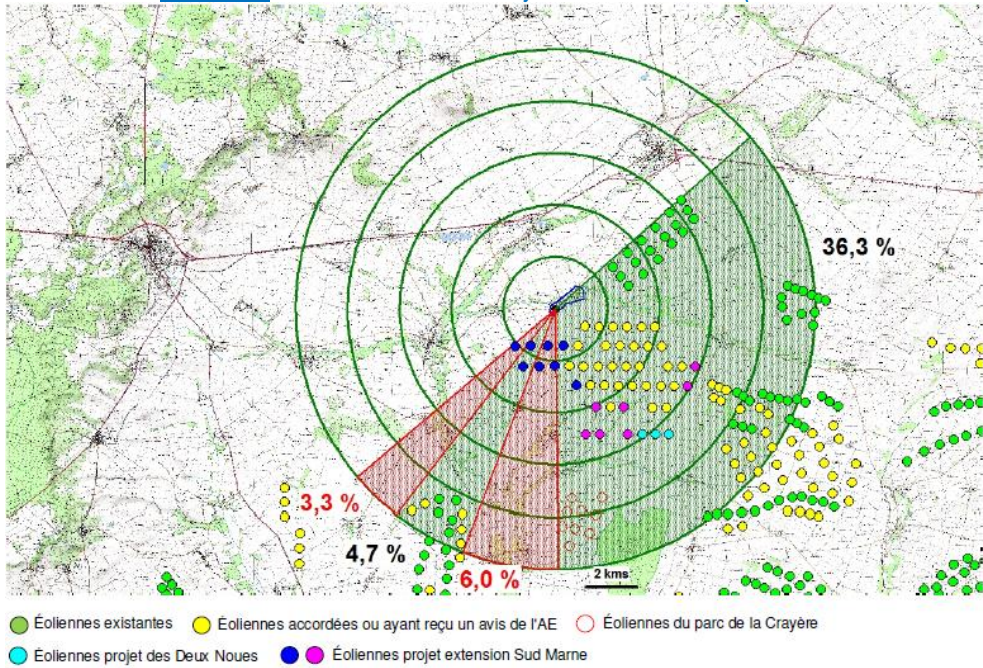 36,3 %
3,3 %
4,7 %
6,0 %
2 kms
Éoliennes existantes
Éoliennes accordées ou ayant reçu un avis de l'AE
Éoliennes du parc de la Crayère
Éoliennes projet des Deux Noues
Éoliennes projet extension Sud Marne